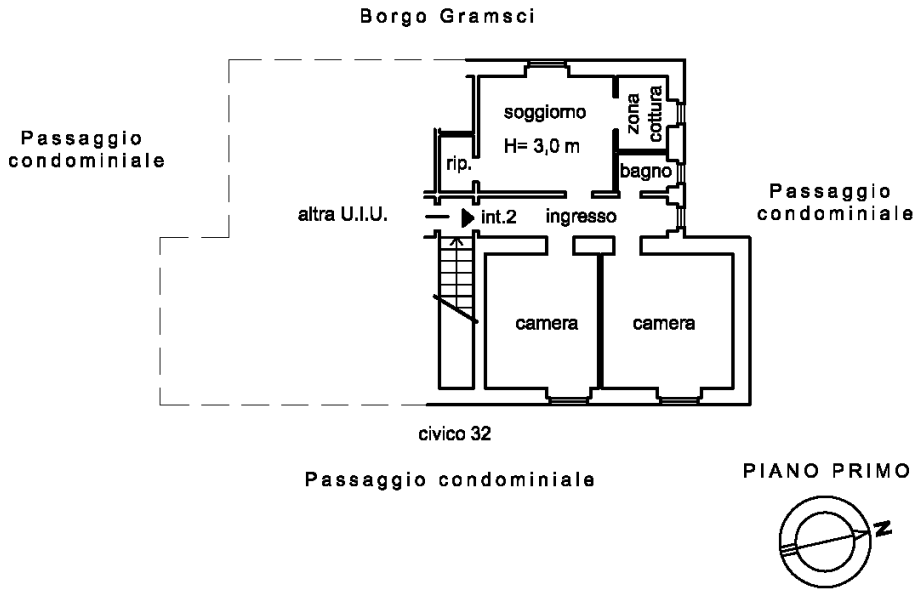 Borgo Gramsci
Passaggio
condominiale
soggiorno
H= 3,0 m
zona
cottura
rip.
bagno
Passaggio
condominiale
altra U.I.U.
int.2
ingresso
camera
camera
civico 32
Passaggio condominiale
PIANO PRIMO
N